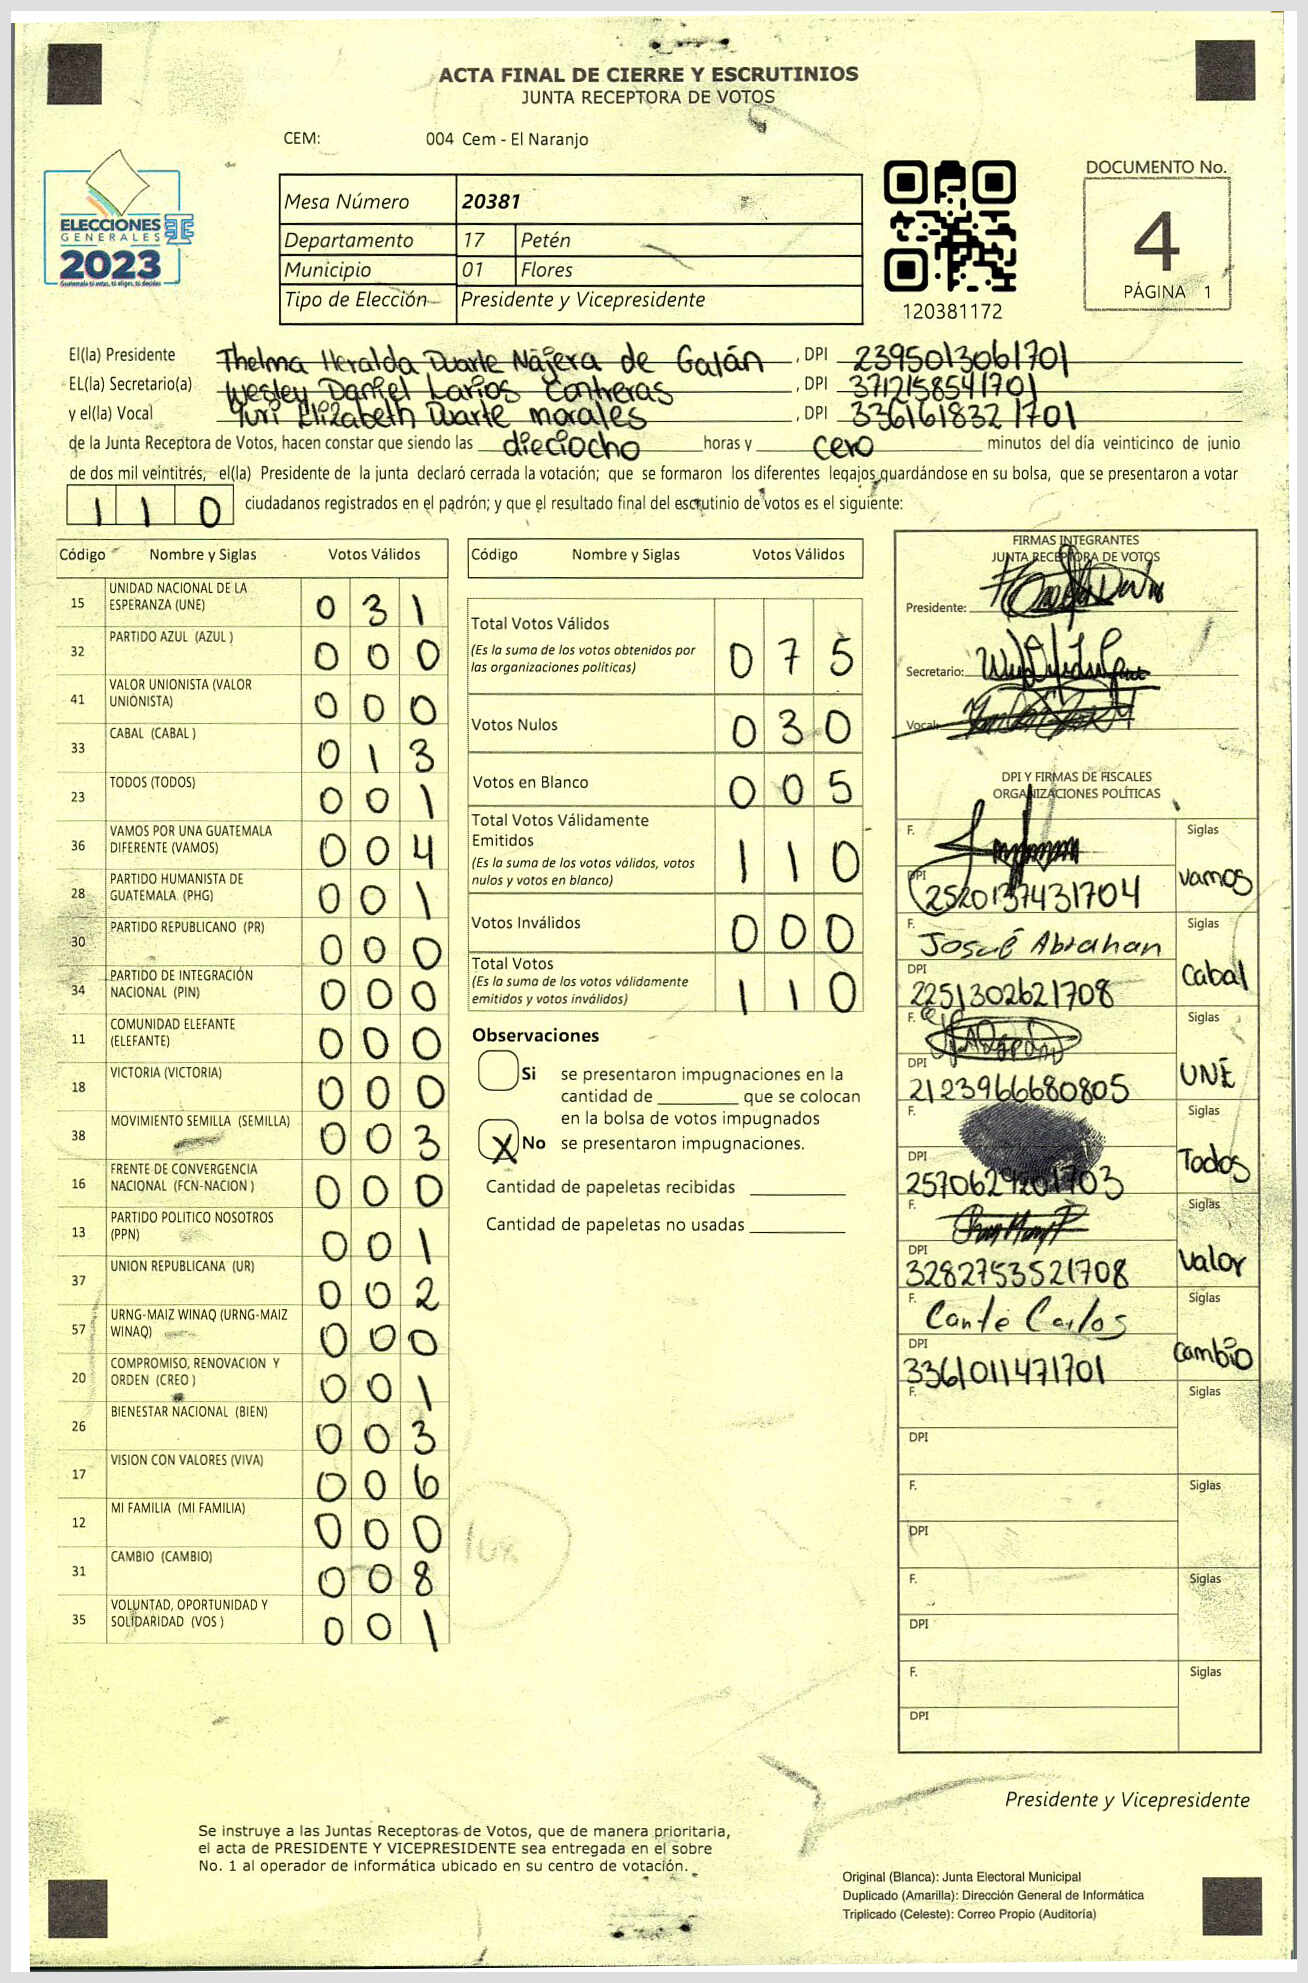 ACTA FINAL DE CIERRE Y ESCRUTINIOS
JUNTA RECEPTORA DE VOTOS
CEM: 004 Cem - El Naranjo
ELECCIONES
GENERALES
2023
Guatemala tú votas, tú eliges, tú decides
Mesa Número 20381
Departamento 17 Petén
Municipio 01 Flores
Tipo de Elección Presidente y Vicepresidente
120381172
DOCUMENTO No.
4
PÁGINA 1
El(la) Presidente Thelma Heralda Duarte Nájera de Galán , DPI 2395013061701
EL(la) Secretario(a) Wesley Daniel Larios Contreras , DPI 3712158541701
y el(la) Vocal Yuri Elizabeth Duarte morales , DPI 3361618321701
de la Junta Receptora de Votos, hacen constar que siendo las dieciocho horas y cero minutos del día veinticinco de junio
de dos mil veintitrés, el(la) Presidente de la junta declaró cerrada la votación; que se formaron los diferentes legajos guardándose en su bolsa, que se presentaron a votar
110 ciudadanos registrados en el padrón; y que el resultado final del escrutinio de votos es el siguiente:
Código Nombre y Siglas Votos Válidos
15 UNIDAD NACIONAL DE LA
ESPERANZA (UNE) 0 3 1
32 PARTIDO AZUL (AZUL ) 0 0 0
41 VALOR UNIONISTA (VALOR
UNIONISTA) 0 0 0
33 CABAL (CABAL ) 0 1 3
23 TODOS (TODOS) 0 0 1
36 VAMOS POR UNA GUATEMALA
DIFERENTE (VAMOS) 0 0 4
28 PARTIDO HUMANISTA DE
GUATEMALA (PHG) 0 0 1
30 PARTIDO REPUBLICANO (PR) 0 0 0
34 PARTIDO DE INTEGRACIÓN
NACIONAL (PIN) 0 0 0
11 COMUNIDAD ELEFANTE
(ELEFANTE) 0 0 0
18 VICTORIA (VICTORIA) 0 0 0
38 MOVIMIENTO SEMILLA (SEMILLA) 0 0 3
16 FRENTE DE CONVERGENCIA
NACIONAL (FCN-NACION ) 0 0 0
13 PARTIDO POLITICO NOSOTROS
(PPN) 0 0 1
37 UNION REPUBLICANA (UR) 0 0 2
57 URNG-MAIZ WINAQ (URNG-MAIZ
WINAQ) 0 0 0
20 COMPROMISO, RENOVACION Y
ORDEN (CREO ) 0 0 1
26 BIENESTAR NACIONAL (BIEN) 0 0 3
17 VISION CON VALORES (VIVA) 0 0 6
12 MI FAMILIA (MI FAMILIA) 0 0 0
31 CAMBIO (CAMBIO) 0 0 8
35 VOLUNTAD, OPORTUNIDAD Y
SOLIDARIDAD (VOS ) 0 0 1
Código Nombre y Siglas Votos Válidos
Total Votos Válidos
(Es la suma de los votos obtenidos por
las organizaciones políticas) 0 7 5
Votos Nulos 0 3 0
Votos en Blanco 0 0 5
Total Votos Válidamente
Emitidos
(Es la suma de los votos válidos, votos
nulos y votos en blanco) 1 1 0
Votos Inválidos 0 0 0
Total Votos
(Es la suma de los votos válidamente
emitidos y votos inválidos) 1 1 0
Observaciones
Si se presentaron impugnaciones en la
cantidad de ________ que se colocan
en la bolsa de votos impugnados
X No se presentaron impugnaciones.
Cantidad de papeletas recibidas
Cantidad de papeletas no usadas
FIRMAS INTEGRANTES
JUNTA RECEPTORA DE VOTOS
Presidente:
Secretario:
Vocal:
DPI Y FIRMAS DE FISCALES
ORGANIZACIONES POLÍTICAS
F. Siglas
DPI 2520137431704 vamos
F. Josué Abrahan Siglas
DPI 2251302621708 Cabal
F. Siglas
DPI 2123966680805 UNE
F. Siglas
DPI Todos
F. Siglas
DPI 3282753521708 valor
F. Cante Carlos Siglas
DPI 3361011471701 cambio
F. Siglas
DPI
F. Siglas
DPI
F. Siglas
DPI
F. Siglas
DPI
Presidente y Vicepresidente
Se instruye a las Juntas Receptoras de Votos, que de manera prioritaria,
el acta de PRESIDENTE Y VICEPRESIDENTE sea entregada en el sobre
No. 1 al operador de informática ubicado en su centro de votación.
Original (Blanca): Junta Electoral Municipal
Duplicado (Amarilla): Dirección General de Informática
Triplicado (Celeste): Correo Propio (Auditoría)